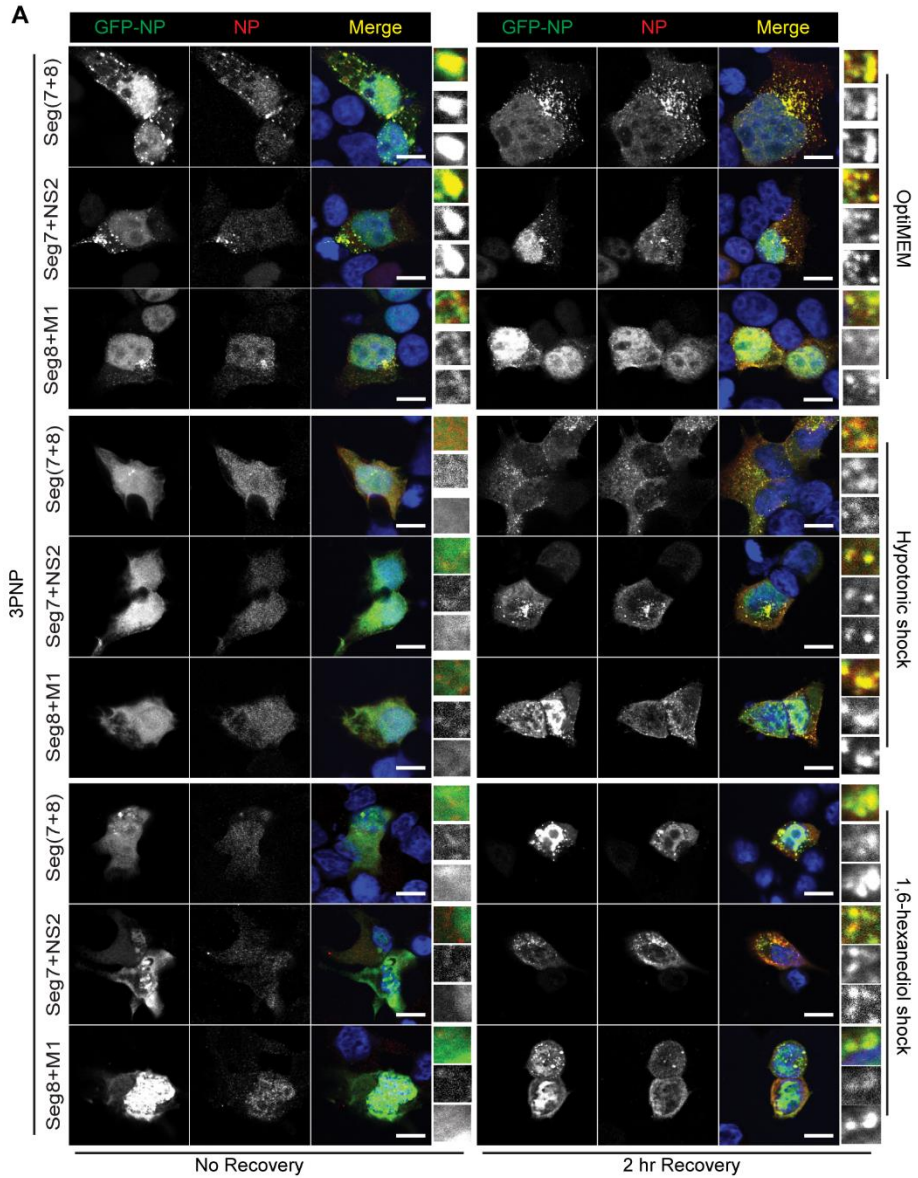 A
GFP-NP NP Merge GFP-NP NP Merge
3PNP
Seg(7+8)
Seg7+NS2
Seg8+M1
OptiMEM
Seg(7+8)
Seg7+NS2
Seg8+M1
Hypotonic shock
Seg(7+8)
Seg7+NS2
Seg8+M1
1,6-hexanediol shock
No Recovery 2 hr Recovery